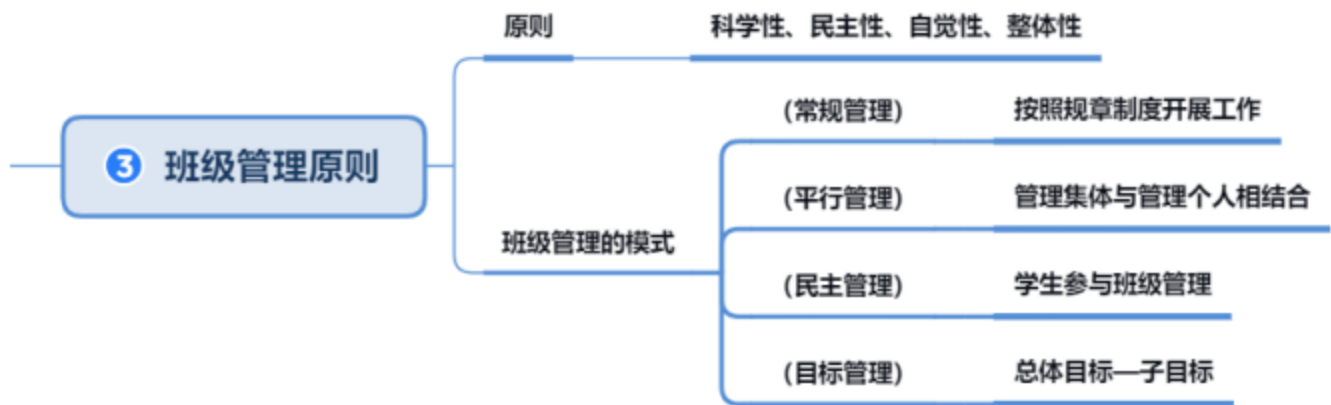 原则
科学性、民主性、自觉性、整体性
(常规管理)
按照规章制度开展工作
3 班级管理原则
(平行管理)
管理集体与管理个人相结合
班级管理的模式
(民主管理)
学生参与班级管理
(目标管理)
总体目标—子目标